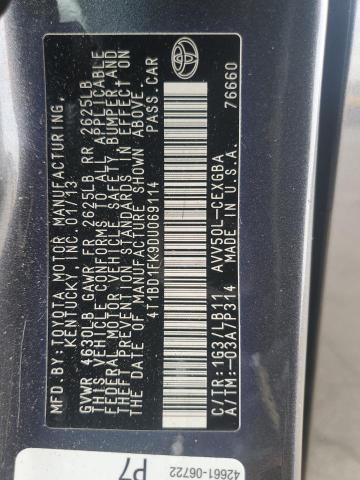 MFD.BY:TOYOTA MOTOR MANUFACTURING,
KENTUCKY, INC. 01/13
GVWR 4630LB GAWR FR 2625LB RR 2625LB
THIS VEHICLE CONFORMS TO ALL APPLICABLE
FEDERAL MOTOR VEHICLE SAFETY, BUMPER, AND
THEFT PREVENTION STANDARDS IN EFFECT ON
THE DATE OF MANUFACTURE SHOWN ABOVE.
4T1BD1FK9DU069114 PASS.CAR
C/TR:1G3/LB11 AVV50L-CEXGBA
A/TM:-03A/P314 76660
42661-06722
P7